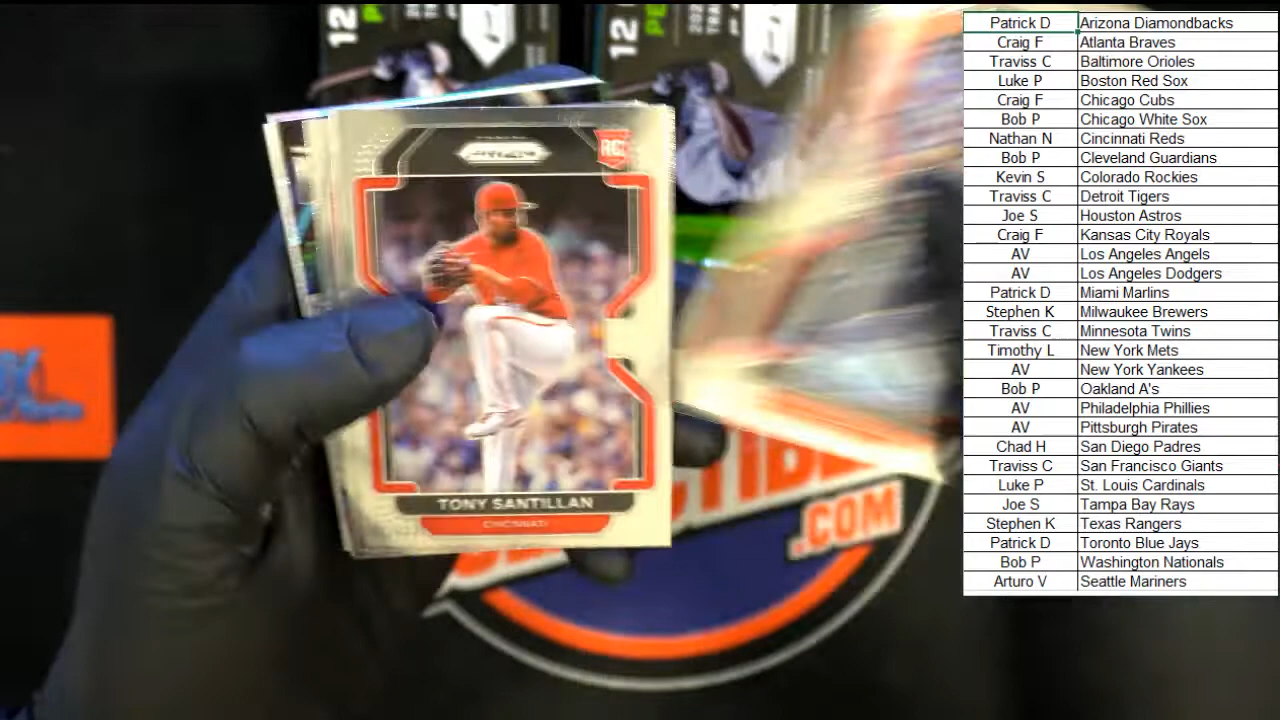 12
12
PRIZM
RC
TONY SANTILLAN
CINCINNATI
.COM
Patrick D Arizona Diamondbacks
Craig F Atlanta Braves
Traviss C Baltimore Orioles
Luke P Boston Red Sox
Craig F Chicago Cubs
Bob P Chicago White Sox
Nathan N Cincinnati Reds
Bob P Cleveland Guardians
Kevin S Colorado Rockies
Traviss C Detroit Tigers
Joe S Houston Astros
Craig F Kansas City Royals
AV Los Angeles Angels
AV Los Angeles Dodgers
Patrick D Miami Marlins
Stephen K Milwaukee Brewers
Traviss C Minnesota Twins
Timothy L New York Mets
AV New York Yankees
Bob P Oakland A's
AV Philadelphia Phillies
AV Pittsburgh Pirates
Chad H San Diego Padres
Traviss C San Francisco Giants
Luke P St. Louis Cardinals
Joe S Tampa Bay Rays
Stephen K Texas Rangers
Patrick D Toronto Blue Jays
Bob P Washington Nationals
Arturo V Seattle Mariners